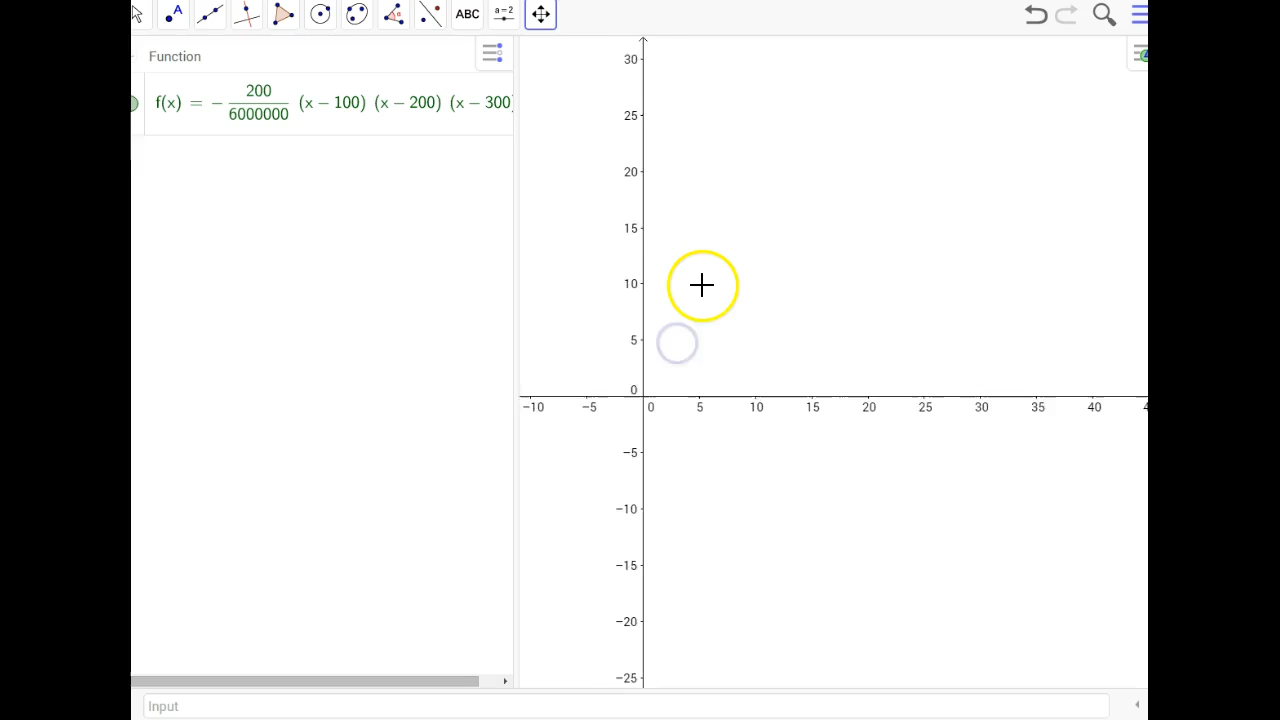 ABC a=2
Function
f(x) = − 200/6000000 (x − 100) (x − 200) (x − 300)
30
25
20
15
10
5
0
−10 −5 0 5 10 15 20 25 30 35 40 4
−5
−10
−15
−20
−25
Input
A